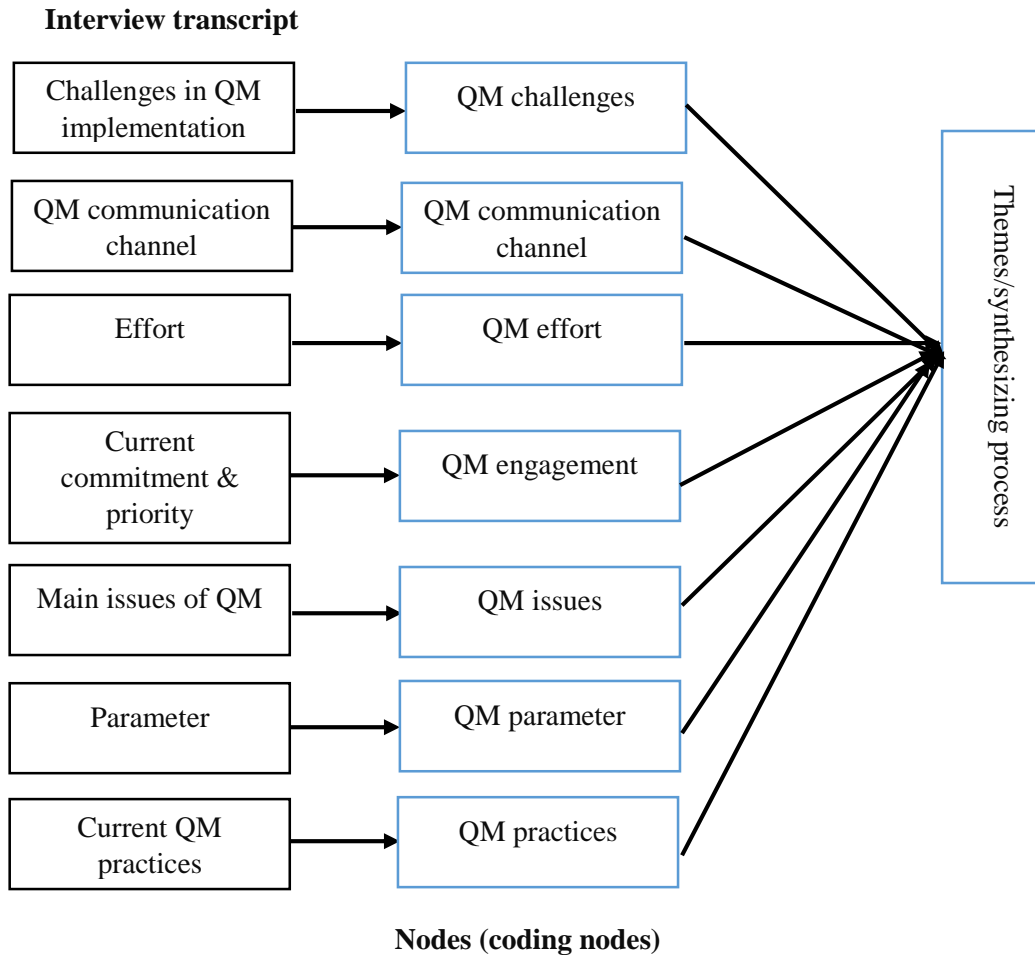 Interview transcript
Challenges in QM
implementation
QM challenges
QM communication
channel
QM communication
channel
Effort
QM effort
Current
commitment &
priority
QM engagement
Main issues of QM
QM issues
Parameter
QM parameter
Current QM
practices
QM practices
Themes/synthesizing process
Nodes (coding nodes)